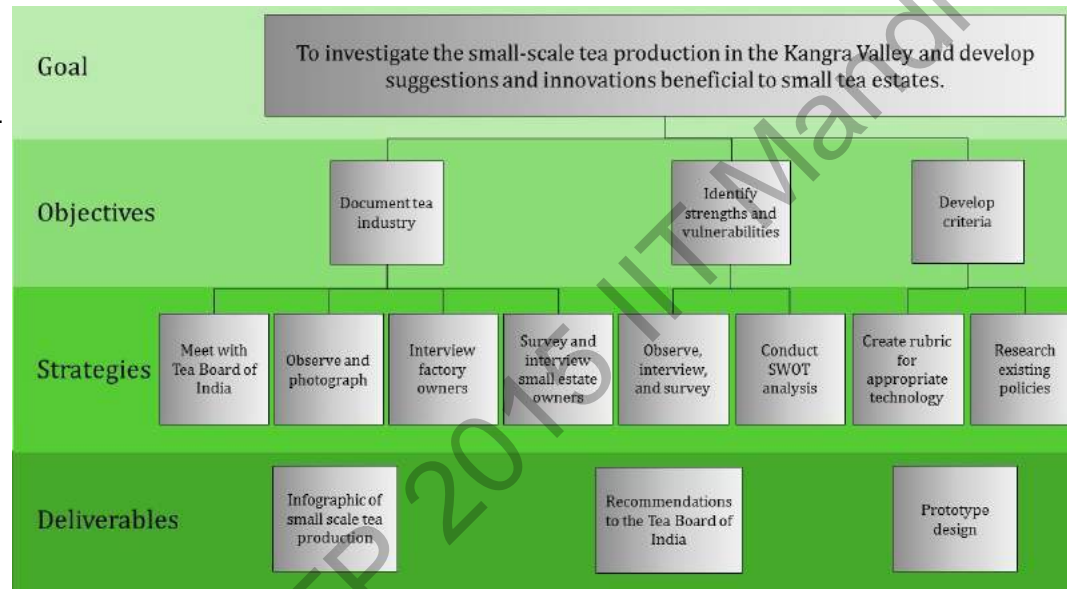 Goal
To investigate the small-scale tea production in the Kangra Valley and develop
suggestions and innovations beneficial to small tea estates.
Objectives
Document tea
industry
Identify
strengths and
vulnerabilities
Develop
criteria
Strategies
Meet with
Tea Board of
India
Observe and
photograph
Interview
factory
owners
Survey and
interview
small estate
owners
Observe,
interview,
and survey
Conduct
SWOT
analysis
Create rubric
for
appropriate
technology
Research
existing
policies
Deliverables
Infographic of
small scale tea
production
Recommendations
to the Tea Board of
India
Prototype
design
TP 2015 IIT Mandi